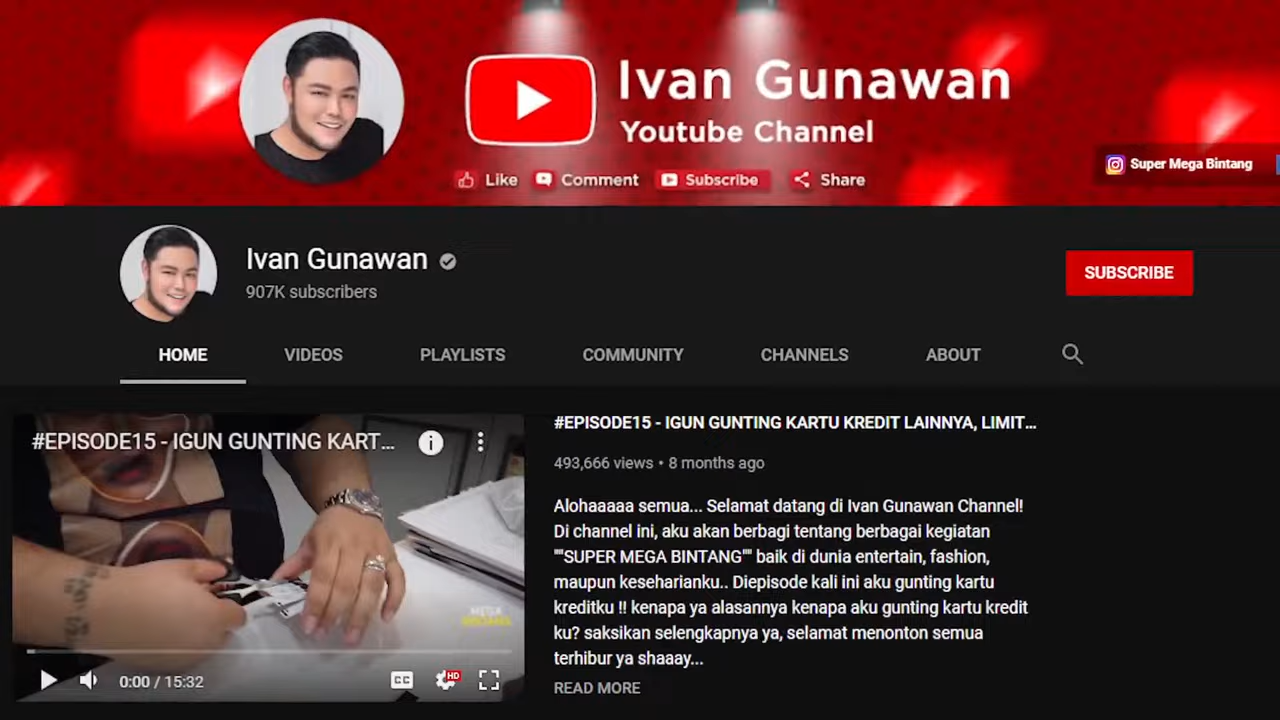 Ivan Gunawan
Youtube Channel
Like Comment Subscribe Share
Super Mega Bintang
Ivan Gunawan
907K subscribers
SUBSCRIBE
HOME VIDEOS PLAYLISTS COMMUNITY CHANNELS ABOUT
#EPISODE15 - IGUN GUNTING KART...
0:00 / 15:32
CC
HD
#EPISODE15 - IGUN GUNTING KARTU KREDIT LAINNYA, LIMIT...
493,666 views • 8 months ago
Alohaaaaa semua... Selamat datang di Ivan Gunawan Channel!
Di channel ini, aku akan berbagi tentang berbagai kegiatan
""SUPER MEGA BINTANG"" baik di dunia entertain, fashion,
maupun keseharianku.. Diepisode kali ini aku gunting kartu
kreditku !! kenapa ya alasannya kenapa aku gunting kartu kredit
ku? saksikan selengkapnya ya, selamat menonton semua
terhibur ya shaaay...
READ MORE